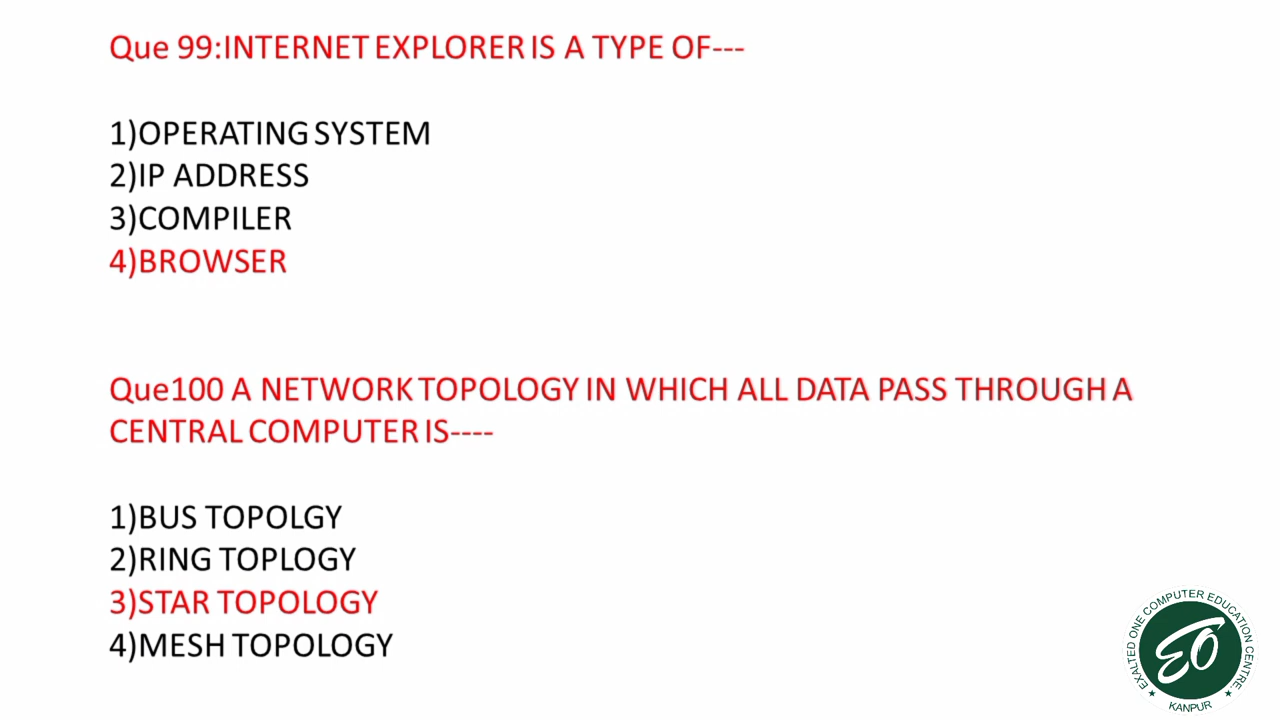 Que 99:INTERNET EXPLORER IS A TYPE OF---
1)OPERATING SYSTEM
2)IP ADDRESS
3)COMPILER
4)BROWSER
Que100 A NETWORK TOPOLOGY IN WHICH ALL DATA PASS THROUGH A
CENTRAL COMPUTER IS----
1)BUS TOPOLGY
2)RING TOPLOGY
3)STAR TOPOLOGY
4)MESH TOPOLOGY
EXALTED ONE COMPUTER EDUCATION CENTRE,
EO
KANPUR